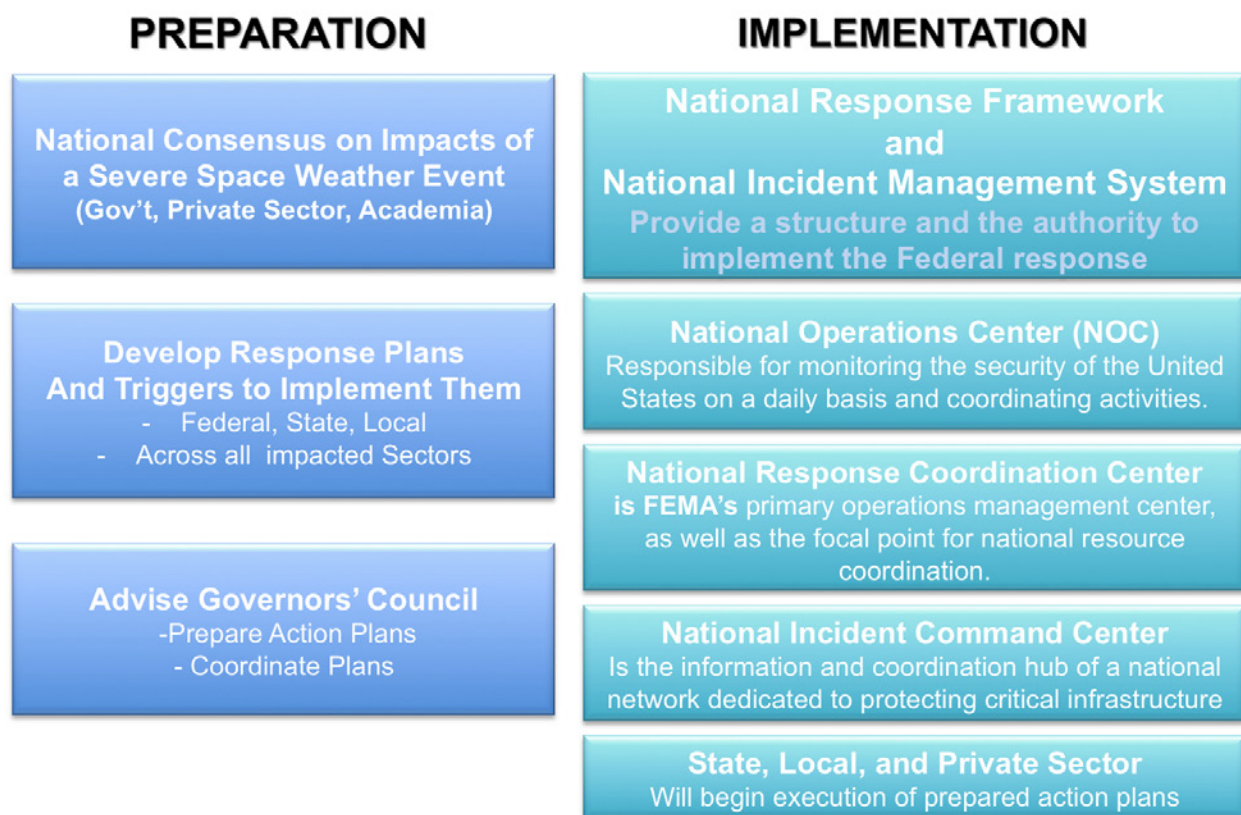 PREPARATION
National Consensus on Impacts of
a Severe Space Weather Event
(Gov't, Private Sector, Academia)
Develop Response Plans
And Triggers to Implement Them
- Federal, State, Local
- Across all impacted Sectors
Advise Governors' Council
-Prepare Action Plans
- Coordinate Plans
IMPLEMENTATION
National Response Framework
and
National Incident Management System
Provide a structure and the authority to
implement the Federal response
National Operations Center (NOC)
Responsible for monitoring the security of the United
States on a daily basis and coordinating activities.
National Response Coordination Center
is FEMA's primary operations management center,
as well as the focal point for national resource
coordination.
National Incident Command Center
Is the information and coordination hub of a national
network dedicated to protecting critical infrastructure
State, Local, and Private Sector
Will begin execution of prepared action plans